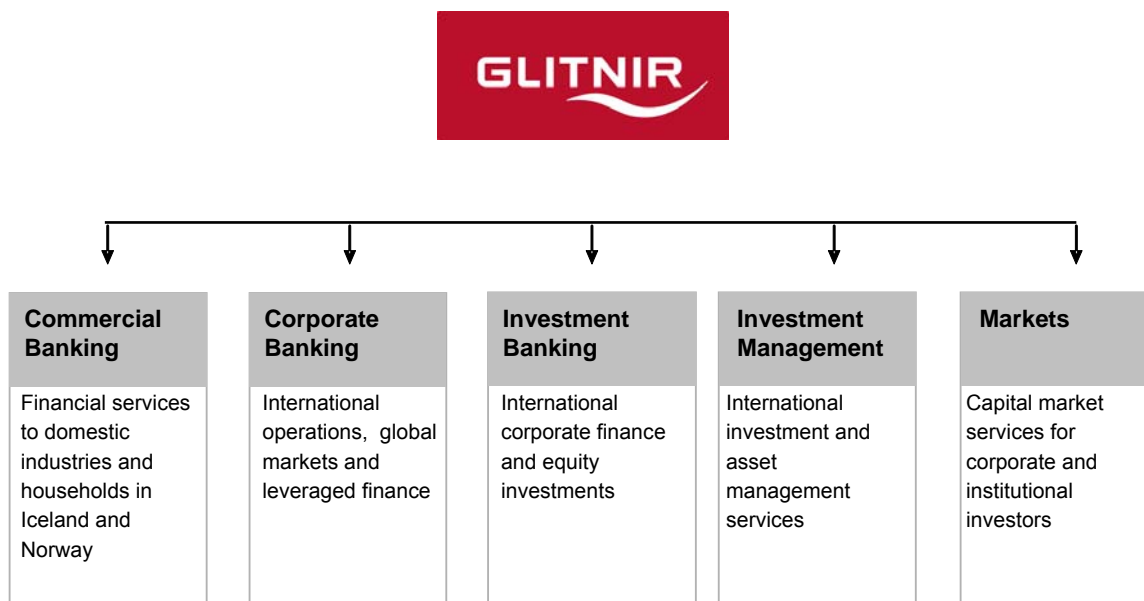 GLITNIR
Commercial
Banking
Financial services
to domestic
industries and
households in
Iceland and
Norway
Corporate
Banking
International
operations, global
markets and
leveraged finance
Investment
Banking
International
corporate finance
and equity
investments
Investment
Management
International
investment and
asset
management
services
Markets
Capital market
services for
corporate and
institutional
investors